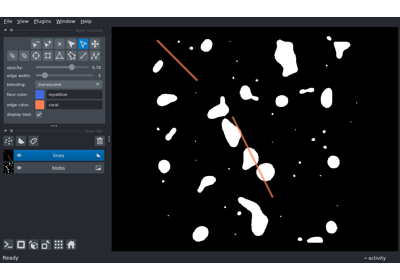 File View Plugins Window Help
opacity: 0.75
edge width: 5
blending: translucent
face color: royalblue
edge color: coral
display text: ✓
lines
blobs
Ready
activity